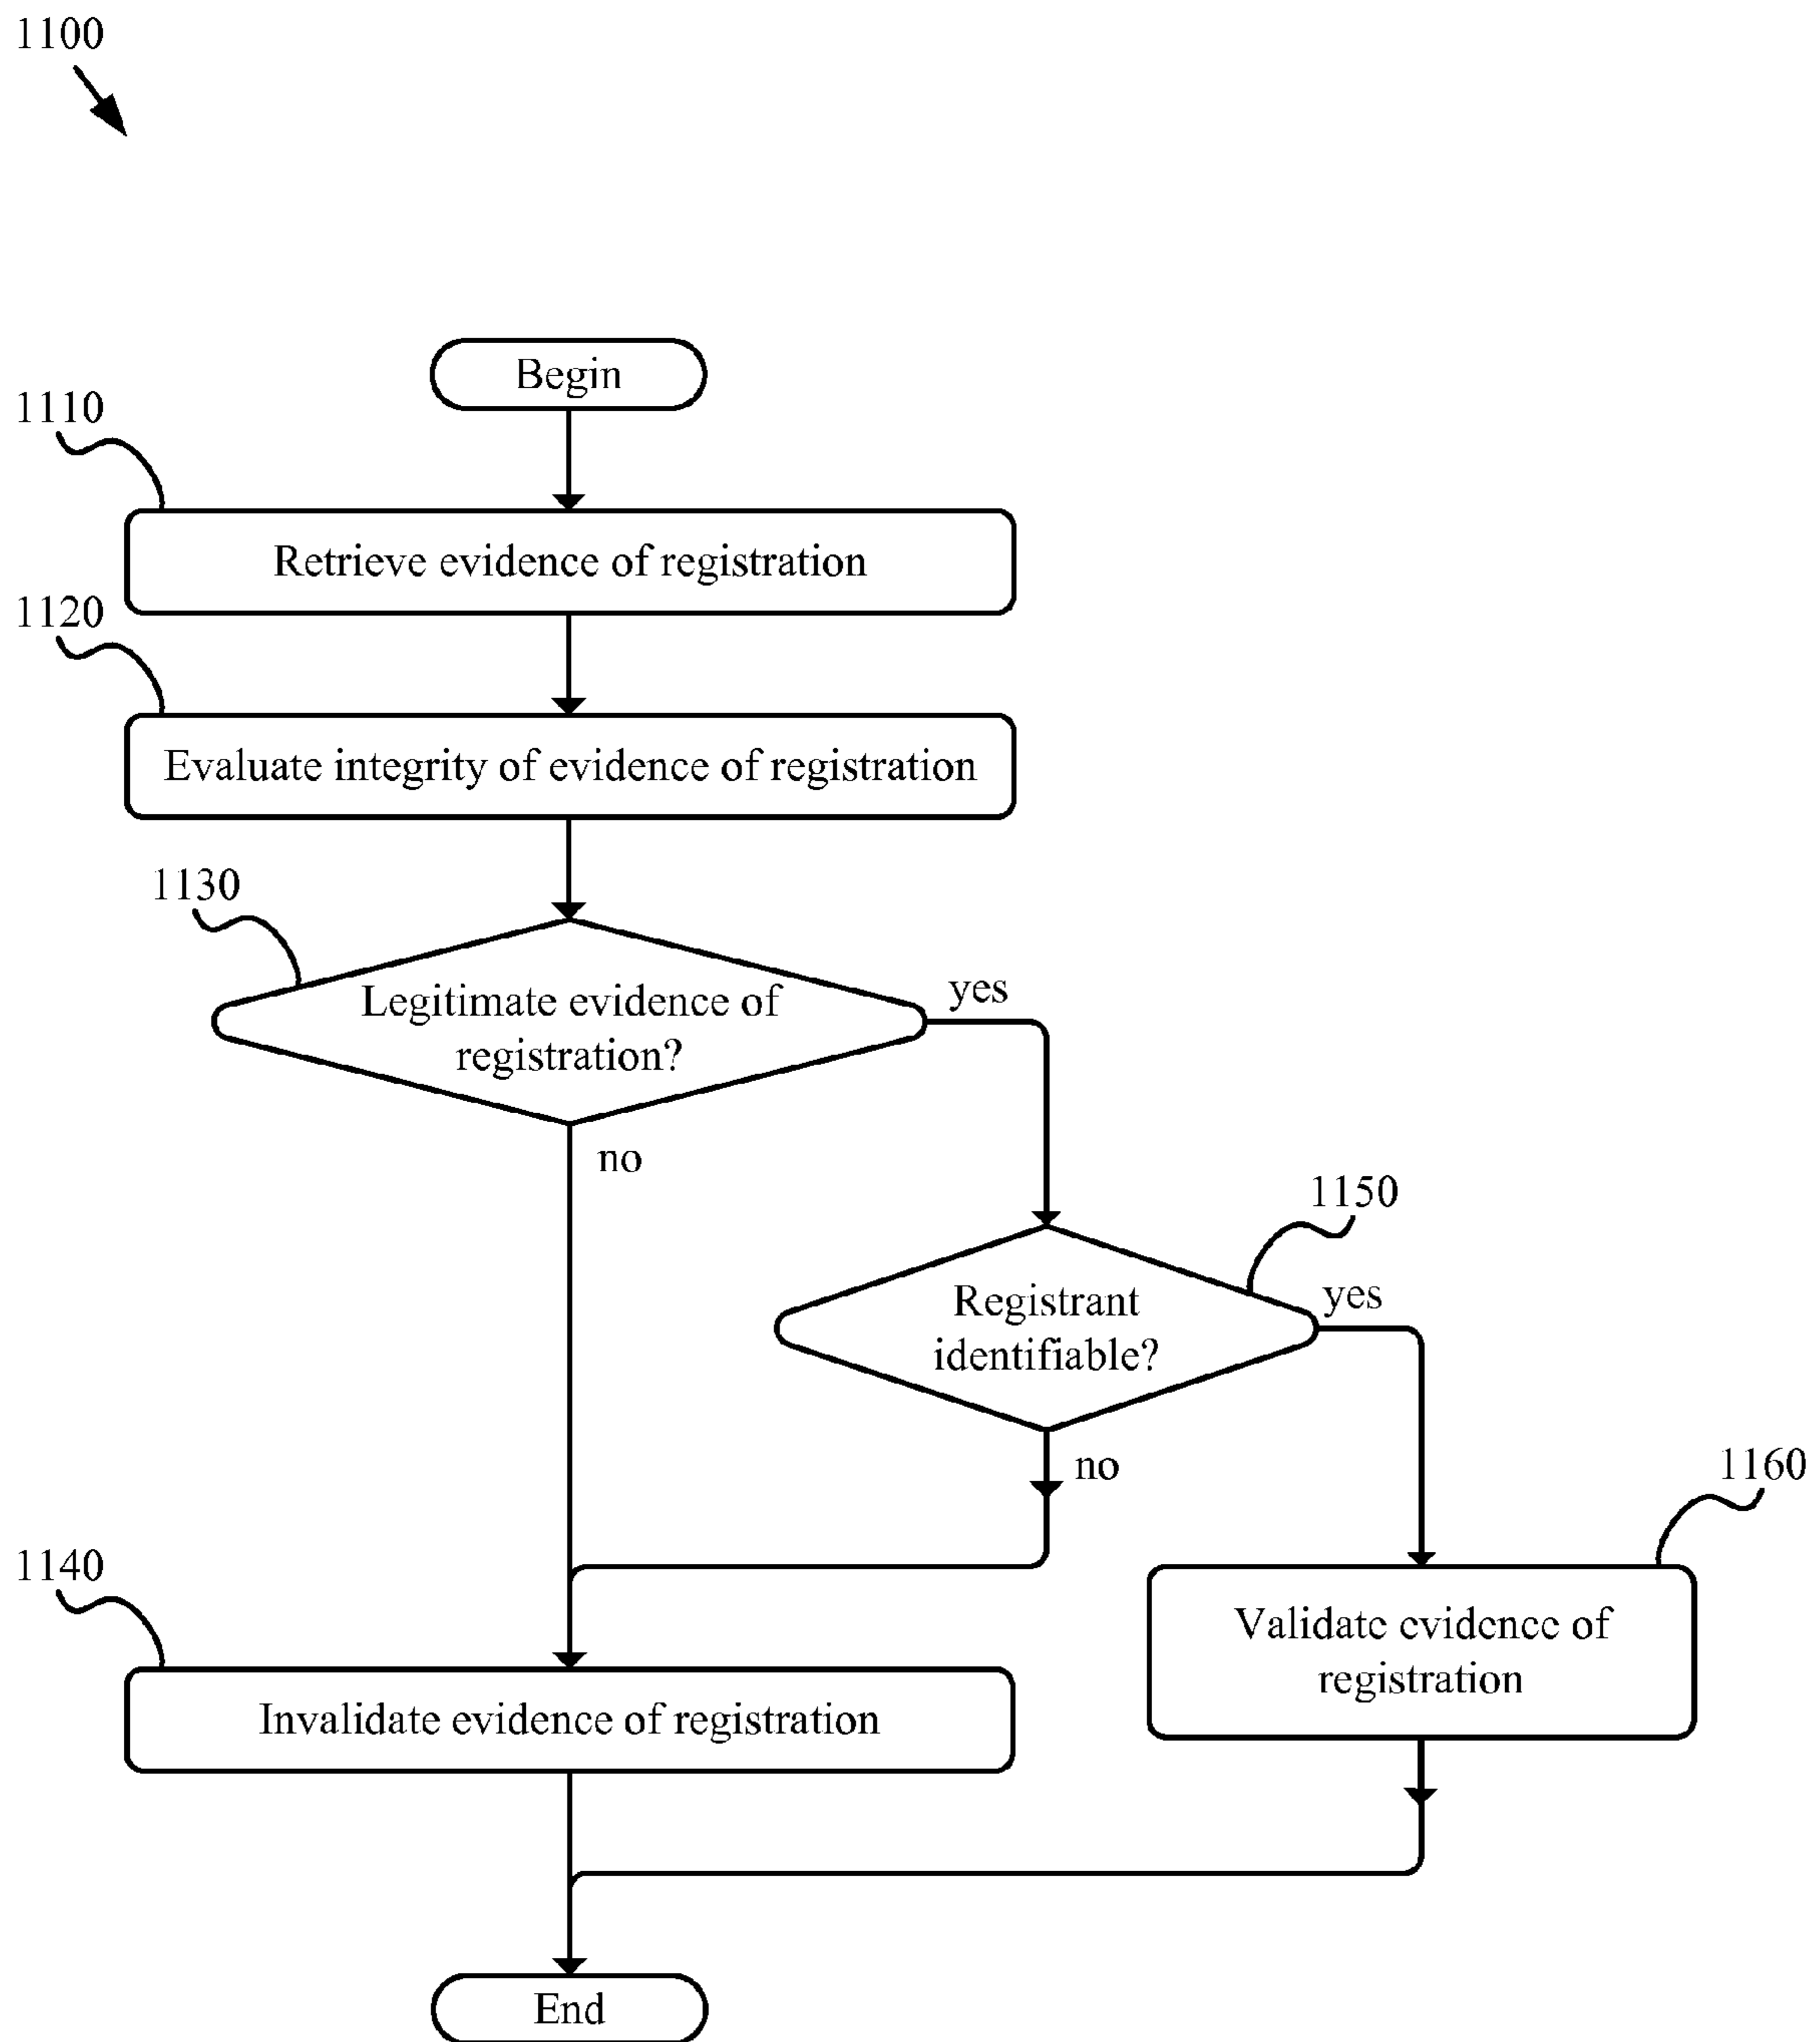 1100
Begin
1110
Retrieve evidence of registration
1120
Evaluate integrity of evidence of registration
1130
Legitimate evidence of
registration?
yes
no
1150
Registrant
identifiable?
yes
no
1160
Validate evidence of
registration
1140
Invalidate evidence of registration
End